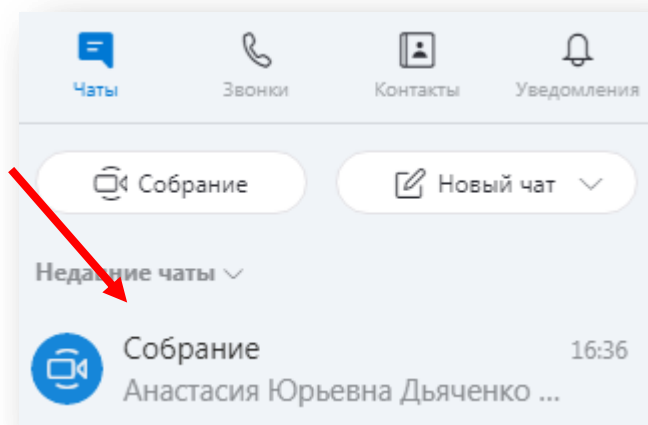 Чаты Звонки Контакты Уведомления
Собрание Новый чат
Недавние чаты
Собрание 16:36
Анастасия Юрьевна Дьяченко ...